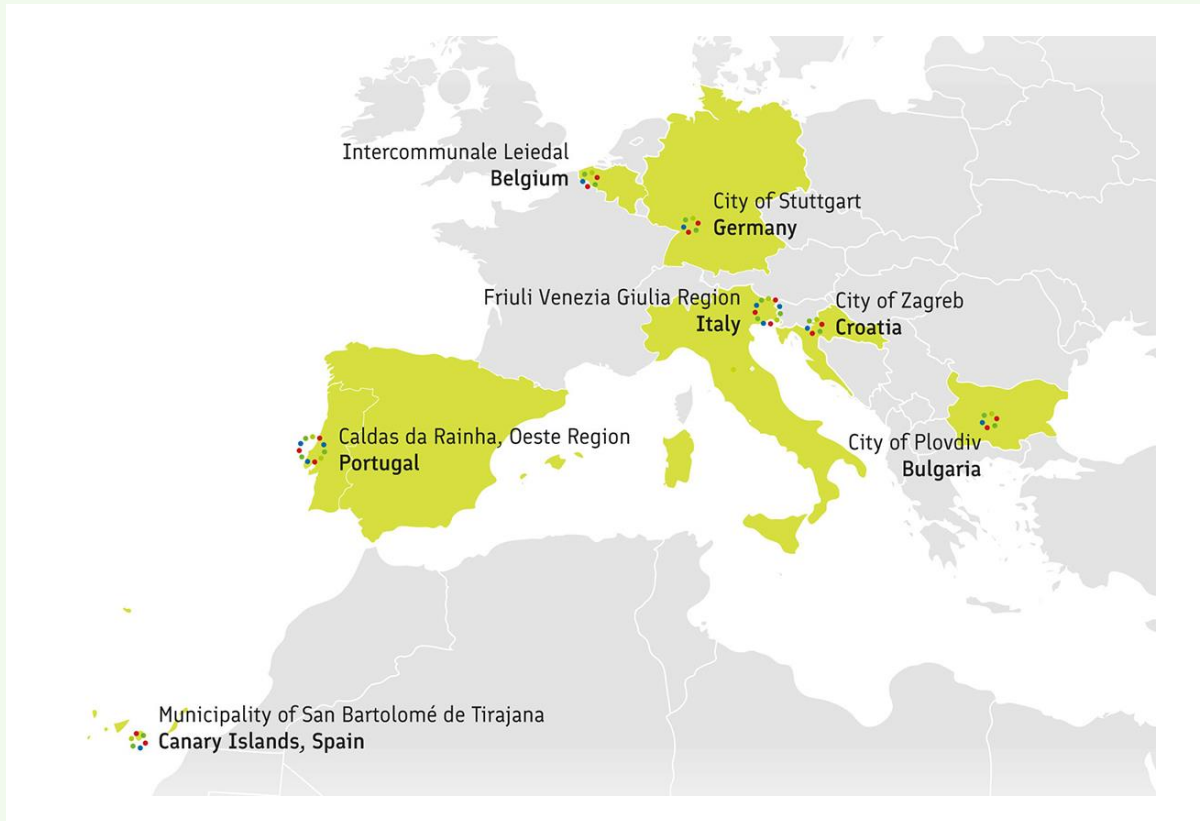 Intercommunale Leiedal
Belgium
City of Stuttgart
Germany
Friuli Venezia Giulia Region
Italy
City of Zagreb
Croatia
Caldas da Rainha, Oeste Region
Portugal
City of Plovdiv
Bulgaria
Municipality of San Bartolomé de Tirajana
Canary Islands, Spain